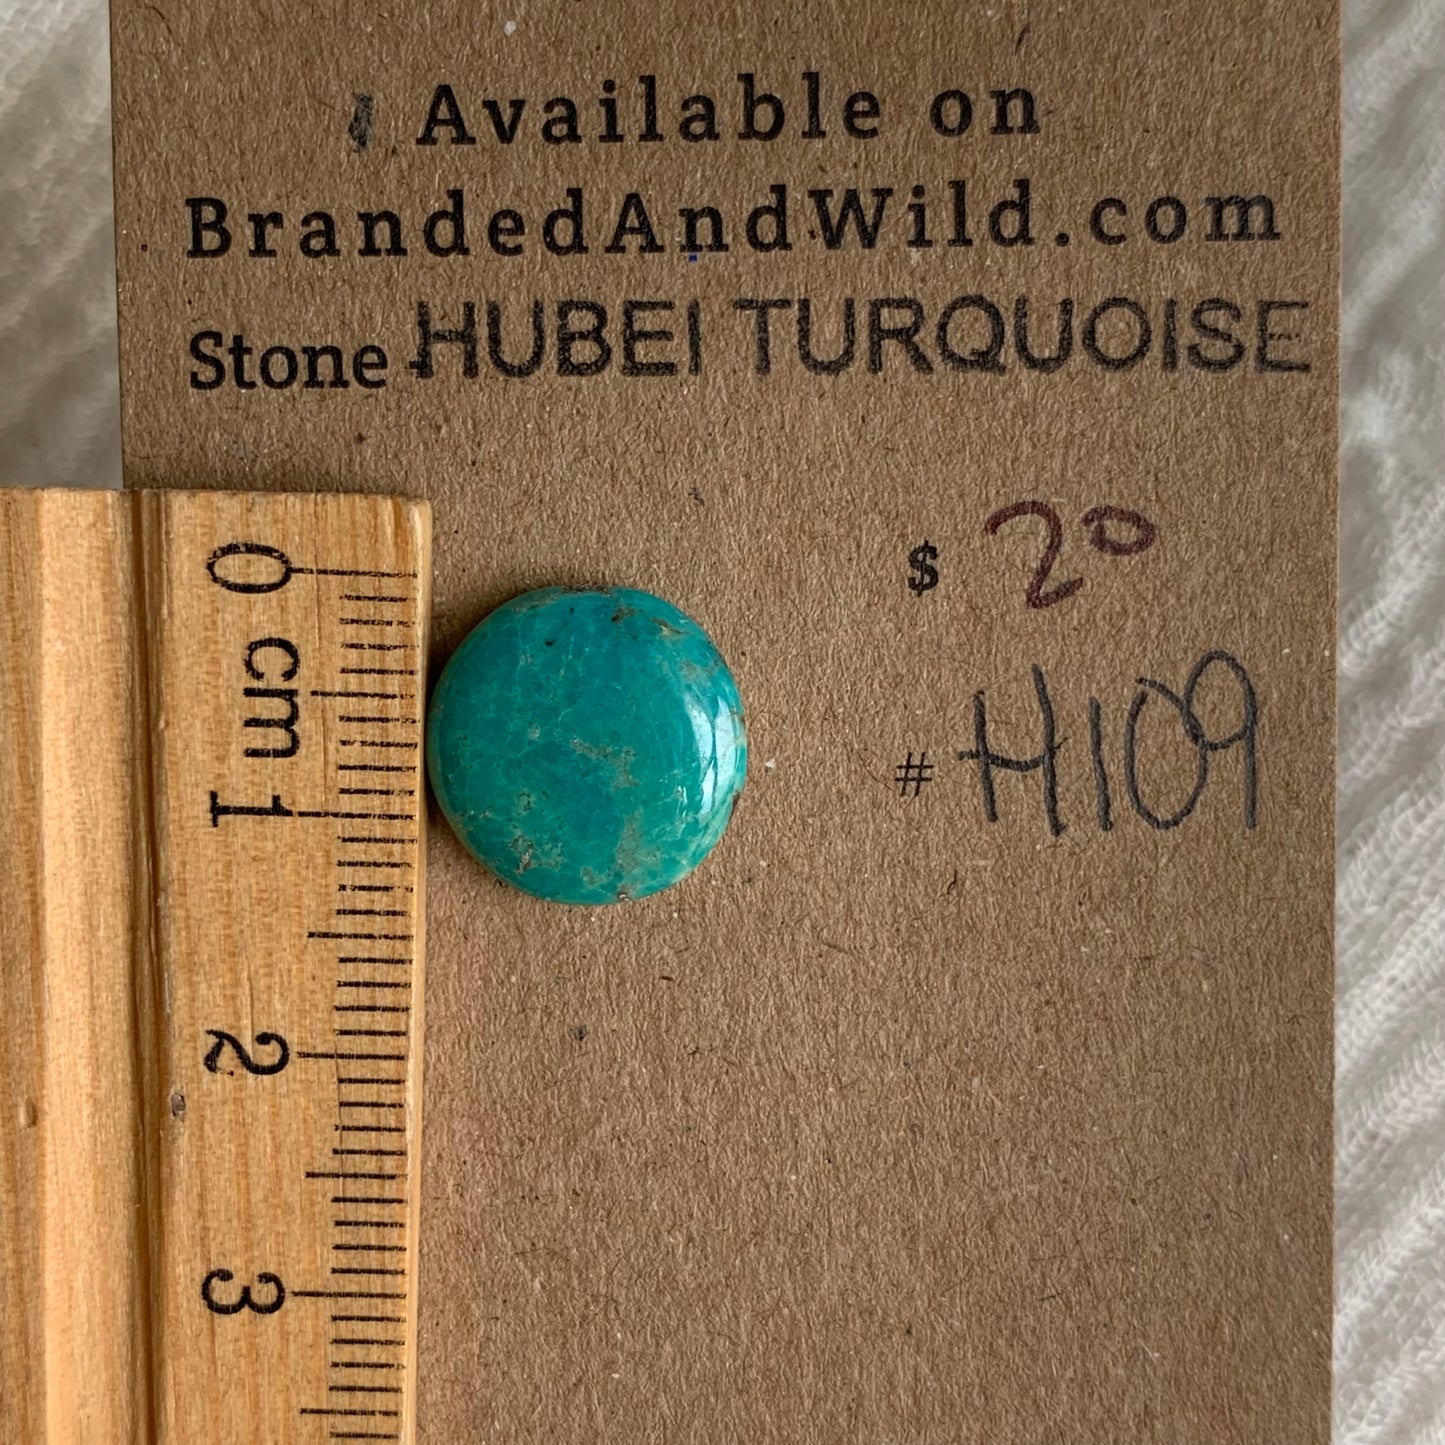 Available on
BrandedAndWild.com
Stone - HUBEI TURQUOISE
$ 20
# H109
0 cm 1 2 3